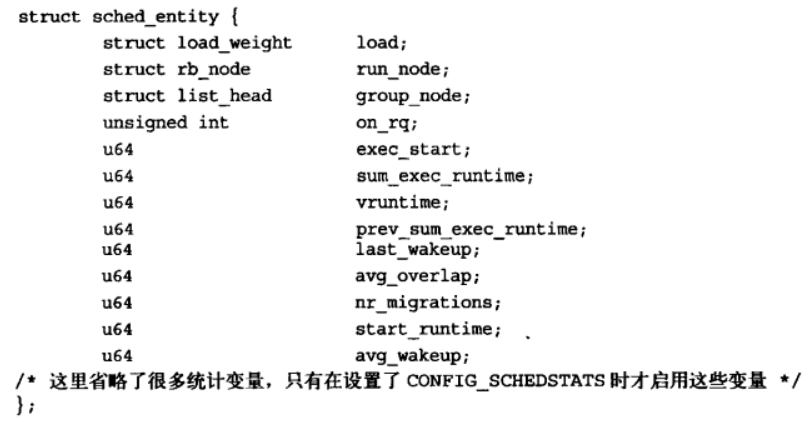 struct sched_entity {
        struct load_weight      load;
        struct rb_node          run_node;
        struct list_head        group_node;
        unsigned int            on_rq;
        u64                     exec_start;
        u64                     sum_exec_runtime;
        u64                     vruntime;
        u64                     prev_sum_exec_runtime;
        u64                     last_wakeup;
        u64                     avg_overlap;
        u64                     nr_migrations;
        u64                     start_runtime;
        u64                     avg_wakeup;
/* 这里省略了很多统计变量，只有在设置了 CONFIG_SCHEDSTATS 时才启用这些变量 */
};